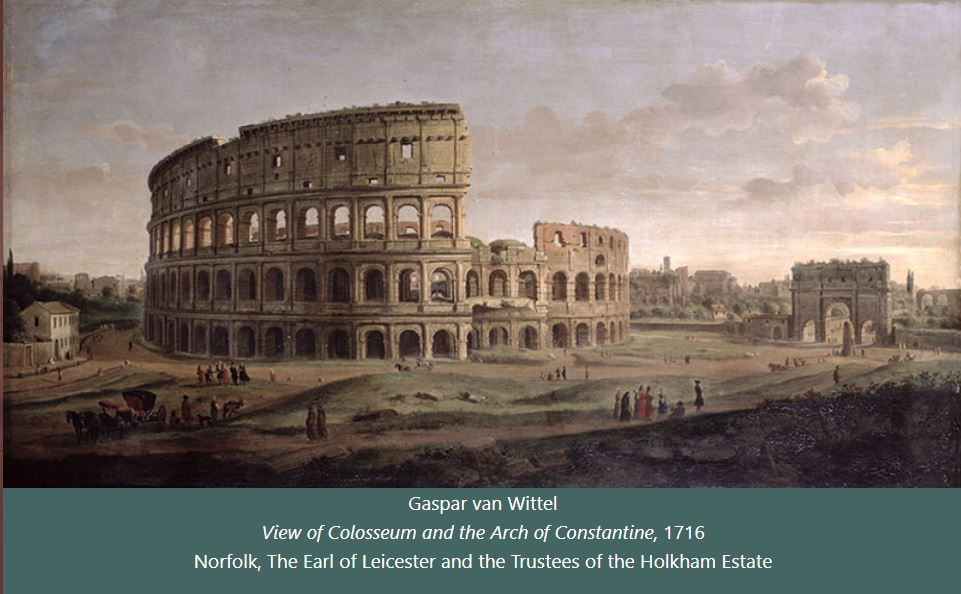 Gaspar van Wittel
View of Colosseum and the Arch of Constantine, 1716
Norfolk, The Earl of Leicester and the Trustees of the Holkham Estate